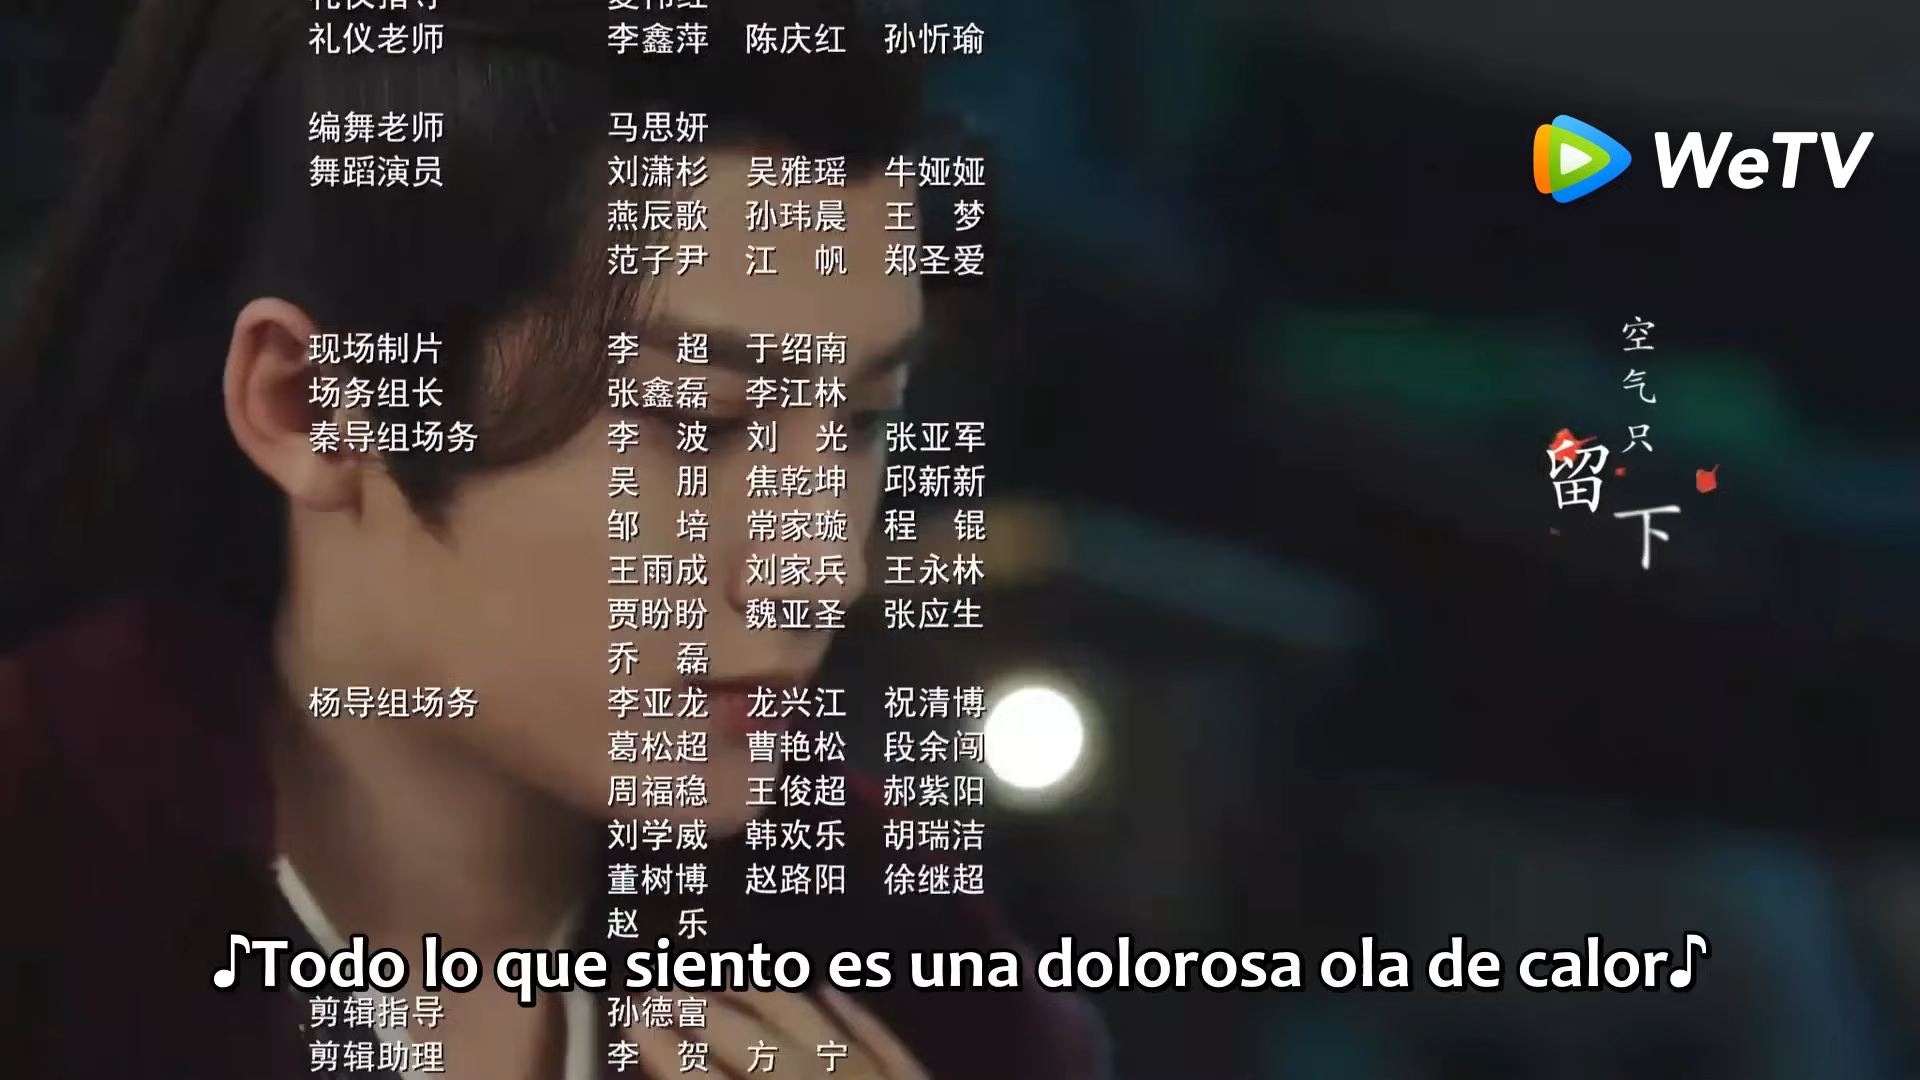 礼仪老师 李鑫萍 陈庆红 孙忻瑜
编舞老师 马思妍
舞蹈演员 刘潇杉 吴雅瑶 牛娅娅
燕辰歌 孙玮晨 王 梦
范子尹 江 帆 郑圣爱
现场制片 李 超 于绍南
场务组长 张鑫磊 李江林
秦导组场务 李 波 刘 光 张亚军
吴 朋 焦乾坤 邱新新
邹 培 常家璇 程 锟
王雨成 刘家兵 王永林
贾盼盼 魏亚圣 张应生
乔 磊
杨导组场务 李亚龙 龙兴江 祝清博
葛松超 曹艳松 段余闯
周福稳 王俊超 郝紫阳
刘学威 韩欢乐 胡瑞洁
董树博 赵路阳 徐继超
赵 乐
剪辑指导 孙德富
剪辑助理 李 贺 方 宁
WeTV
空气只
留下
♪Todo lo que siento es una dolorosa ola de calor♪